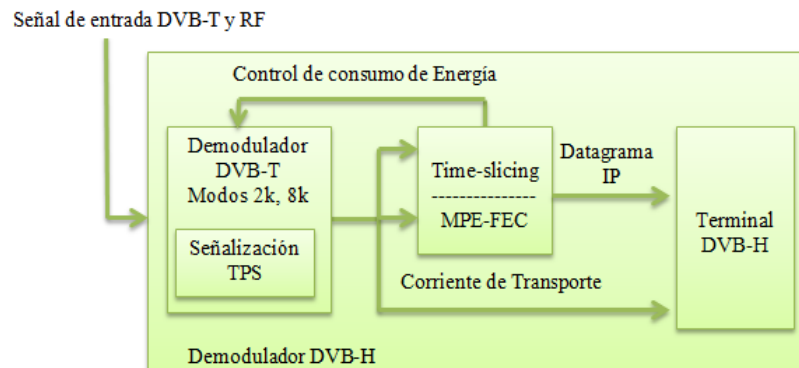 Señal de entrada DVB-T y RF
Control de consumo de Energía
Demodulador
DVB-T
Modos 2k, 8k
Señalización
TPS
Time-slicing
---------------
MPE-FEC
Datagrama
IP
Terminal
DVB-H
Corriente de Transporte
Demodulador DVB-H